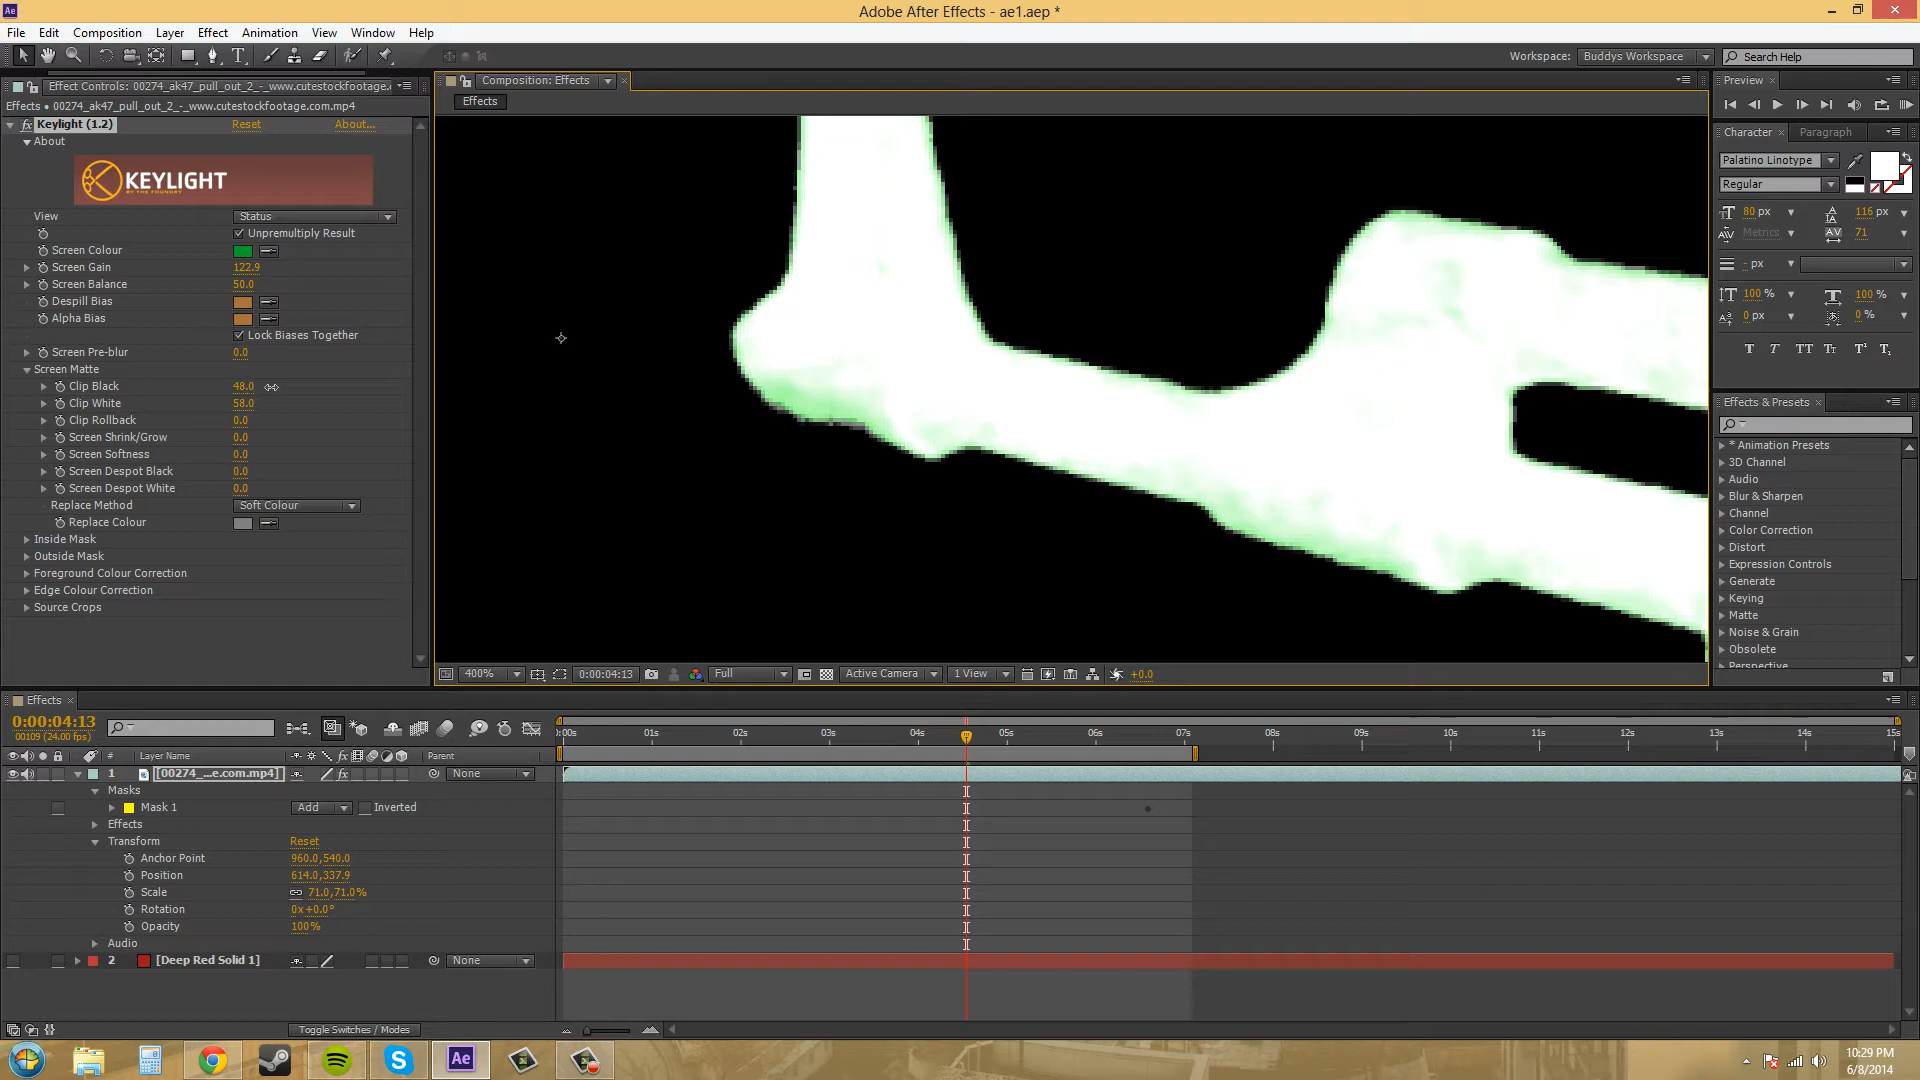 Adobe After Effects - ae1.aep *
File Edit Composition Layer Effect Animation View Window Help
Workspace: Buddys Workspace Search Help
Effect Controls: 00274_ak47_pull_out_2_-_www.cutestockfootage.
Composition: Effects
Preview
Effects • 00274_ak47_pull_out_2_-_www.cutestockfootage.com.mp4
Effects
Keylight (1.2) Reset About...
About
KEYLIGHT
BY THE FOUNDRY
View Status
Unpremultiply Result
Screen Colour
Screen Gain 122.9
Screen Balance 50.0
Despill Bias
Alpha Bias
Lock Biases Together
Screen Pre-blur 0.0
Screen Matte
Clip Black 48.0
Clip White 58.0
Clip Rollback 0.0
Screen Shrink/Grow 0.0
Screen Softness 0.0
Screen Despot Black 0.0
Screen Despot White 0.0
Replace Method Soft Colour
Replace Colour
Inside Mask
Outside Mask
Foreground Colour Correction
Edge Colour Correction
Source Crops
Character Paragraph
Palatino Linotype
Regular
80 px 116 px
Metrics 71
- px
100 % 100 %
0 px 0 %
T T TT Tt T¹ T₁
Effects & Presets
* Animation Presets
3D Channel
Audio
Blur & Sharpen
Channel
Color Correction
Distort
Expression Controls
Generate
Keying
Matte
Noise & Grain
Obsolete
Perspective
400% 0:00:04:13 Full Active Camera 1 View +0.0
Effects
0:00:04:13
00109 (24.00 fps)
:00s 01s 02s 03s 04s 05s 06s 07s 08s 09s 10s 11s 12s 13s 14s 15s
# Layer Name Parent
1 [00274_...e.com.mp4] None
Masks
Mask 1 Add Inverted
Effects
Transform Reset
Anchor Point 960.0,540.0
Position 614.0,337.9
Scale 71.0,71.0%
Rotation 0x+0.0°
Opacity 100%
Audio
2 [Deep Red Solid 1] None
Toggle Switches / Modes
Ae
10:29 PM
6/8/2014